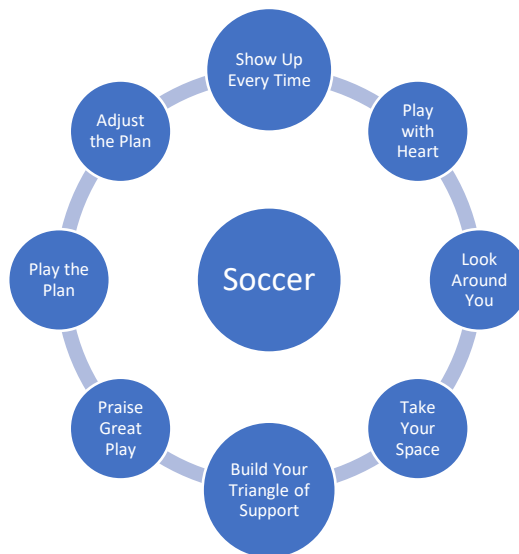 Show Up
Every Time
Play
with
Heart
Look
Around
You
Take
Your
Space
Build Your
Triangle of
Support
Praise
Great
Play
Play the
Plan
Adjust
the Plan
Soccer